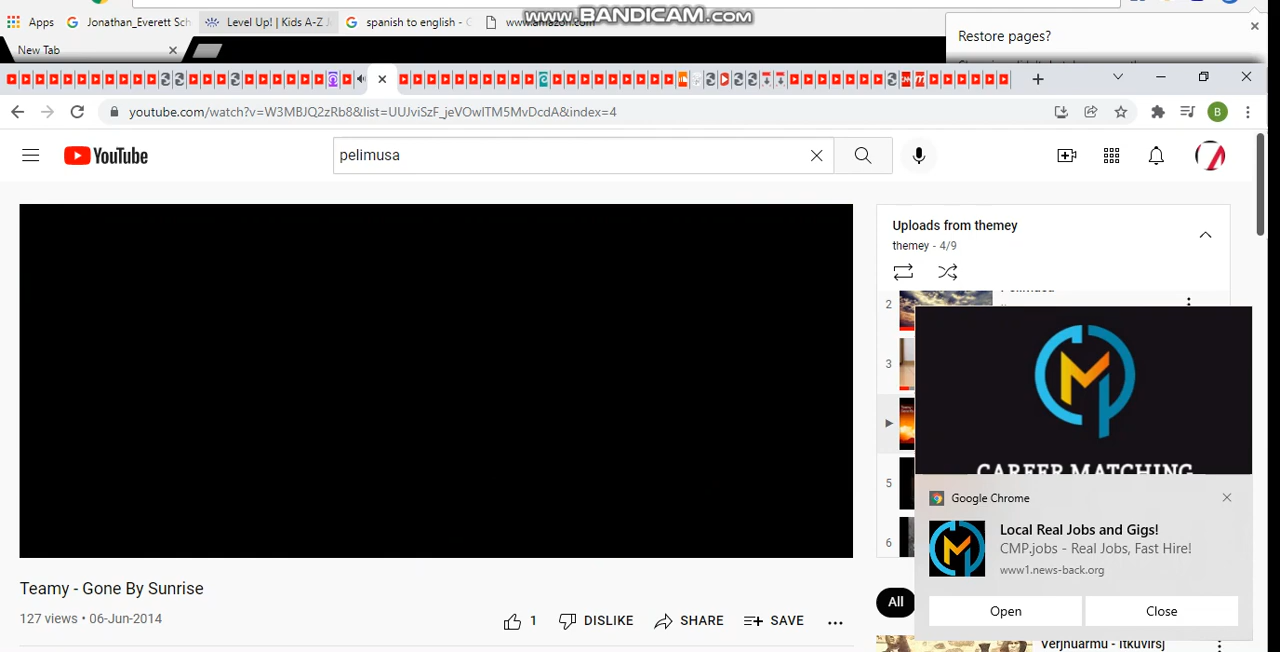 Apps
Jonathan_Everett Sch
Level Up! | Kids A-Z
spanish to english - G
www.amazon.com
www.BANDICAM.com
Restore pages?
New Tab
youtube.com/watch?v=W3MBJQ2zRb8&list=UUJviSzF_jeVOwITM5MvDcdA&index=4
B
YouTube
pelimusa
Uploads from themey
themey - 4/9
2
3
5
6
CAREER MATCHING
Google Chrome
Local Real Jobs and Gigs!
CMP.jobs - Real Jobs, Fast Hire!
www1.news-back.org
Open
Close
Teamy - Gone By Sunrise
127 views • 06-Jun-2014
1
DISLIKE
SHARE
SAVE
All
Verjnuarmu - Itkuvirsi